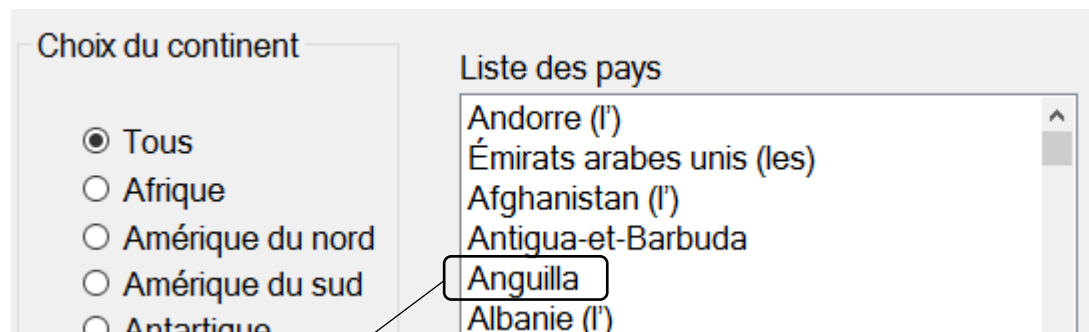 Choix du continent
Tous
Afrique
Amérique du nord
Amérique du sud
Antartique
Liste des pays
Andorre (l’)
Émirats arabes unis (les)
Afghanistan (l’)
Antigua-et-Barbuda
Anguilla
Albanie (l’)